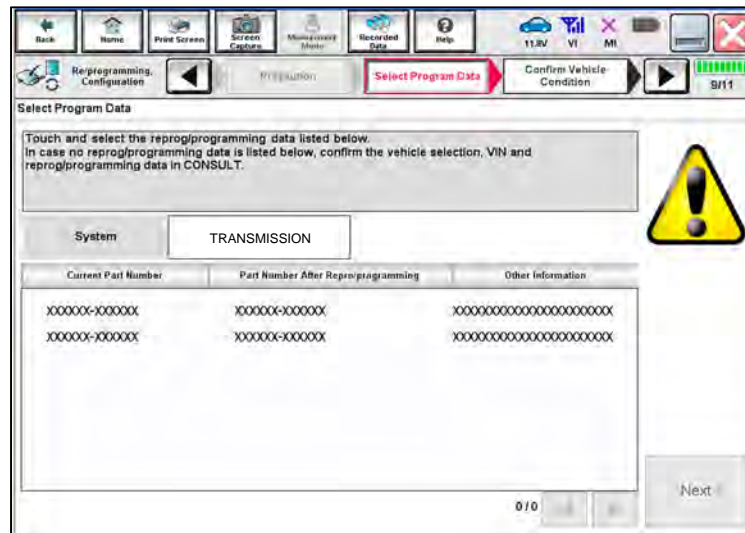 Back
Home
Print Screen
Screen
Capture
Measurement
Mode
Recorded
Data
Help
11.8V
VI
MI
Re/programming,
Configuration
Preparation
Select Program Data
Confirm Vehicle
Condition
9/11
Select Program Data
Touch and select the reprog/programming data listed below.
In case no reprog/programming data is listed below, confirm the vehicle selection, VIN and
reprog/programming data in CONSULT.
System
TRANSMISSION
Current Part Number
Part Number After Repro/programming
Other Information
XXXXXX-XXXXXX
XXXXXX-XXXXXX
XXXXXXXXXXXXXXXXXXXXXXX
XXXXXX-XXXXXX
XXXXXX-XXXXXX
XXXXXXXXXXXXXXXXXXXXXXX
0/0
Next